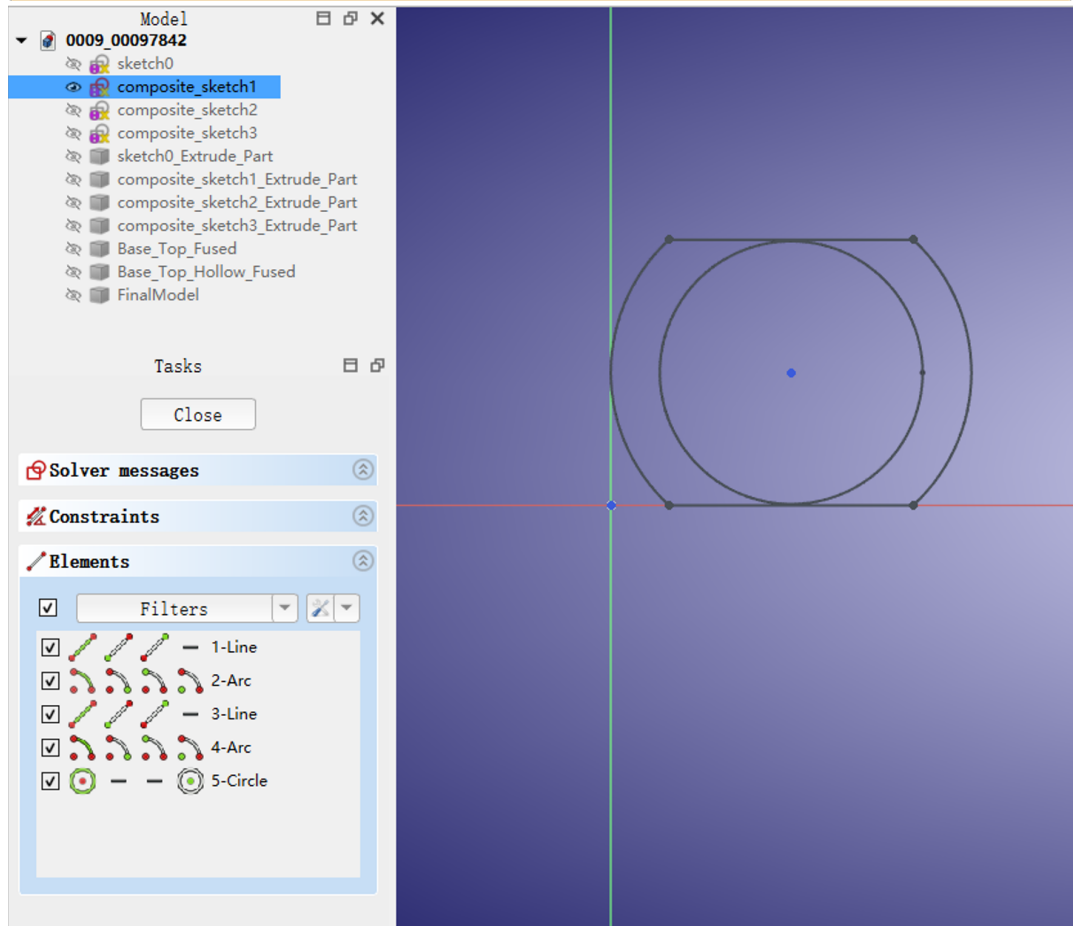 Model
0009_00097842
sketch0
composite_sketch1
composite_sketch2
composite_sketch3
sketch0_Extrude_Part
composite_sketch1_Extrude_Part
composite_sketch2_Extrude_Part
composite_sketch3_Extrude_Part
Base_Top_Fused
Base_Top_Hollow_Fused
FinalModel
Tasks
Close
Solver messages
Constraints
Elements
Filters
1-Line
2-Arc
3-Line
4-Arc
5-Circle